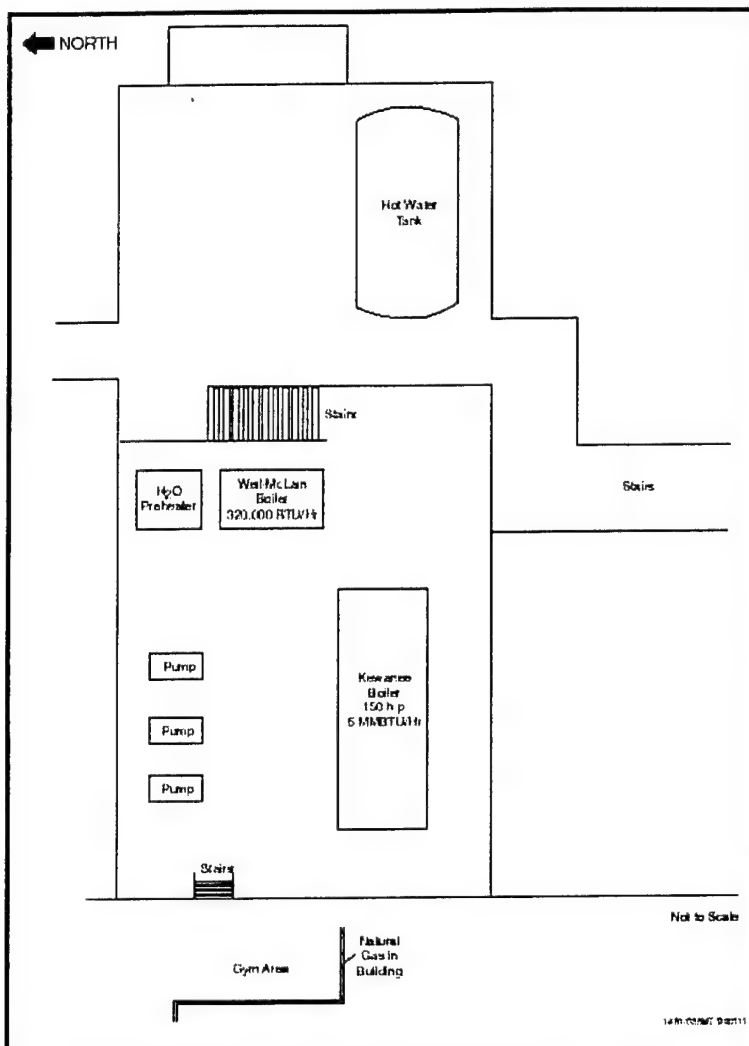 NORTH
Hot Water
Tank
Stairs
Stairs
H2O
Preheater
Weil-McLain
Boiler
320,000 BTU/Hr
Kewanee
Boiler
150 h p
6 MMBTU/Hr
Pump
Pump
Pump
Stairs
Not to Scale
Natural
Gas in
Building
Gym Area